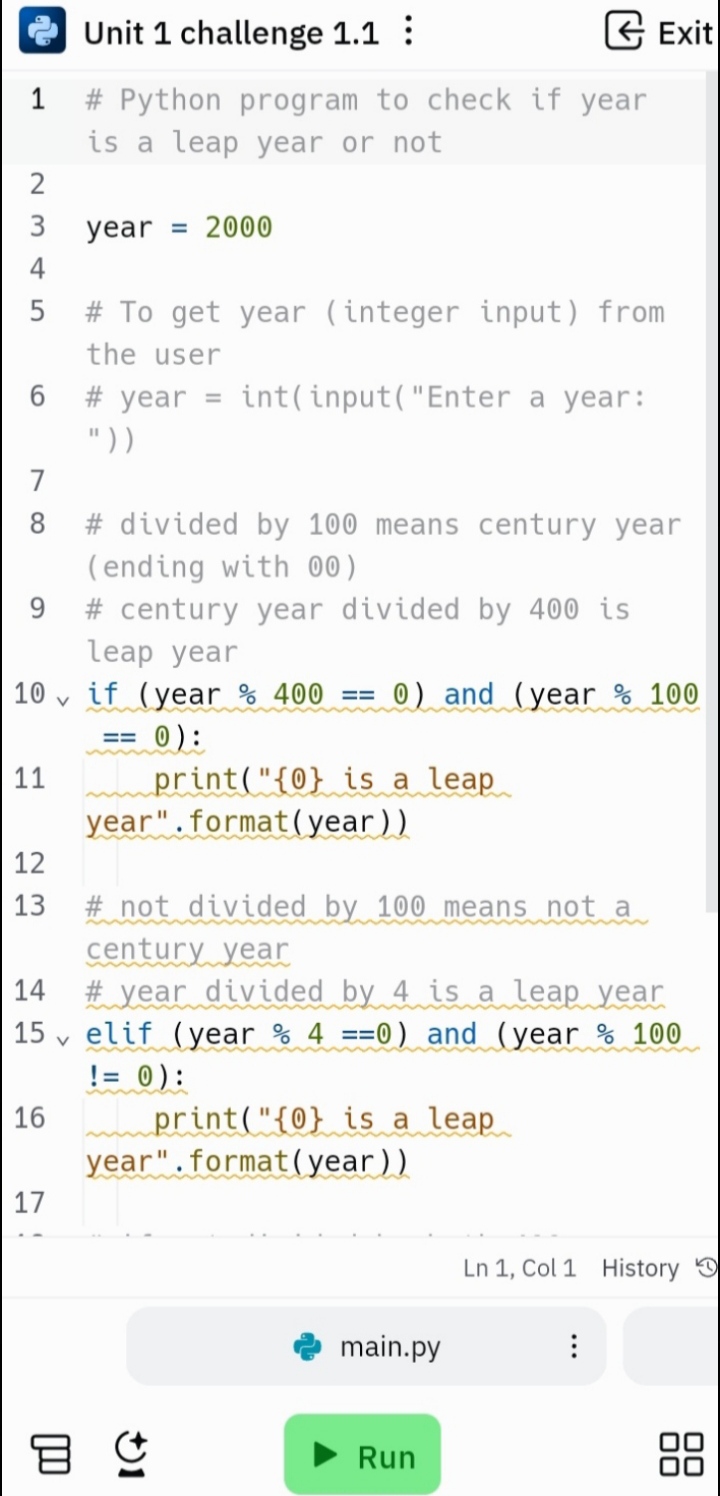 Unit 1 challenge 1.1 Exit
1 # Python program to check if year
is a leap year or not
2
3 year = 2000
4
5 # To get year (integer input) from
the user
6 # year = int(input("Enter a year:
"))
7
8 # divided by 100 means century year
(ending with 00)
9 # century year divided by 400 is
leap year
10 if (year % 400 == 0) and (year % 100
== 0):
11     print("{0} is a leap
year".format(year))
12
13 # not divided by 100 means not a
century year
14 # year divided by 4 is a leap year
15 elif (year % 4 ==0) and (year % 100
!= 0):
16     print("{0} is a leap
year".format(year))
17
Ln 1, Col 1 History
main.py
Run